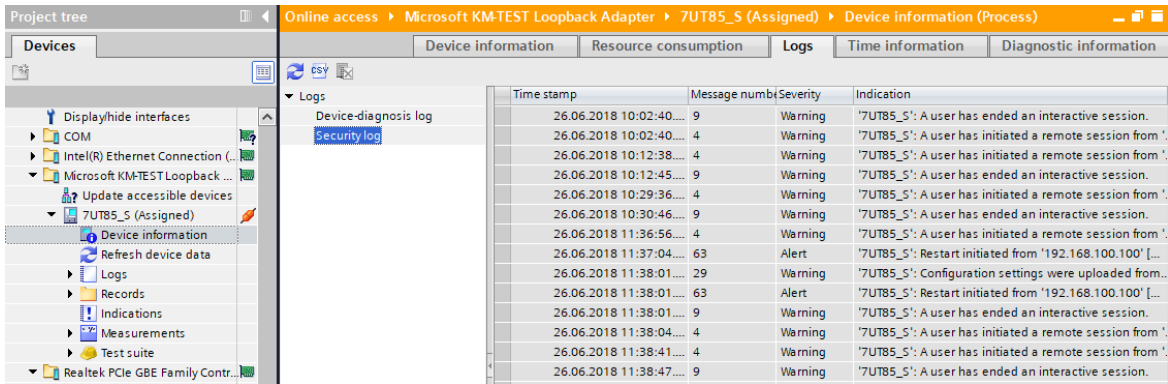 Project tree
Online access ▸ Microsoft KM-TEST Loopback Adapter ▸ 7UT85_S (Assigned) ▸ Device information (Process)
Devices
Device information Resource consumption Logs Time information Diagnostic information
CSV
Display/hide interfaces
COM
Intel(R) Ethernet Connection (...
Microsoft KM-TEST Loopback ...
Update accessible devices
7UT85_S (Assigned)
Device information
Refresh device data
Logs
Records
Indications
Measurements
Test suite
Realtek PCIe GBE Family Contr...
Logs
Device-diagnosis log
Security log
Time stamp Message numbe Severity Indication
26.06.2018 10:02:40.... 9 Warning '7UT85_S': A user has ended an interactive session.
26.06.2018 10:02:40.... 4 Warning '7UT85_S': A user has initiated a remote session from '.
26.06.2018 10:12:38.... 4 Warning '7UT85_S': A user has initiated a remote session from '.
26.06.2018 10:12:45.... 9 Warning '7UT85_S': A user has ended an interactive session.
26.06.2018 10:29:36.... 4 Warning '7UT85_S': A user has initiated a remote session from '.
26.06.2018 10:30:46.... 9 Warning '7UT85_S': A user has ended an interactive session.
26.06.2018 11:36:56.... 4 Warning '7UT85_S': A user has initiated a remote session from '.
26.06.2018 11:37:04.... 63 Alert '7UT85_S': Restart initiated from '192.168.100.100' [...
26.06.2018 11:38:01.... 29 Warning '7UT85_S': Configuration settings were uploaded from...
26.06.2018 11:38:01.... 63 Alert '7UT85_S': Restart initiated from '192.168.100.100' [...
26.06.2018 11:38:01.... 9 Warning '7UT85_S': A user has ended an interactive session.
26.06.2018 11:38:04.... 4 Warning '7UT85_S': A user has initiated a remote session from '.
26.06.2018 11:38:41.... 4 Warning '7UT85_S': A user has initiated a remote session from '.
26.06.2018 11:38:47.... 9 Warning '7UT85_S': A user has ended an interactive session.